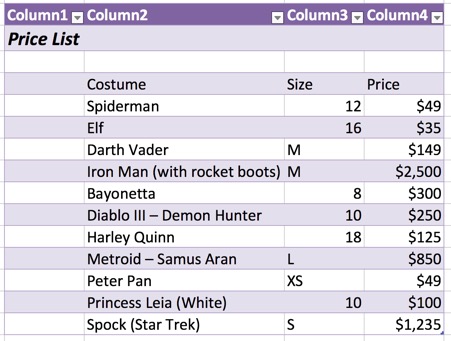 Column1 Column2 Column3 Column4
Price List
Costume Size Price
Spiderman 12 $49
Elf 16 $35
Darth Vader M $149
Iron Man (with rocket boots) M $2,500
Bayonetta 8 $300
Diablo III – Demon Hunter 10 $250
Harley Quinn 18 $125
Metroid – Samus Aran L $850
Peter Pan XS $49
Princess Leia (White) 10 $100
Spock (Star Trek) S $1,235